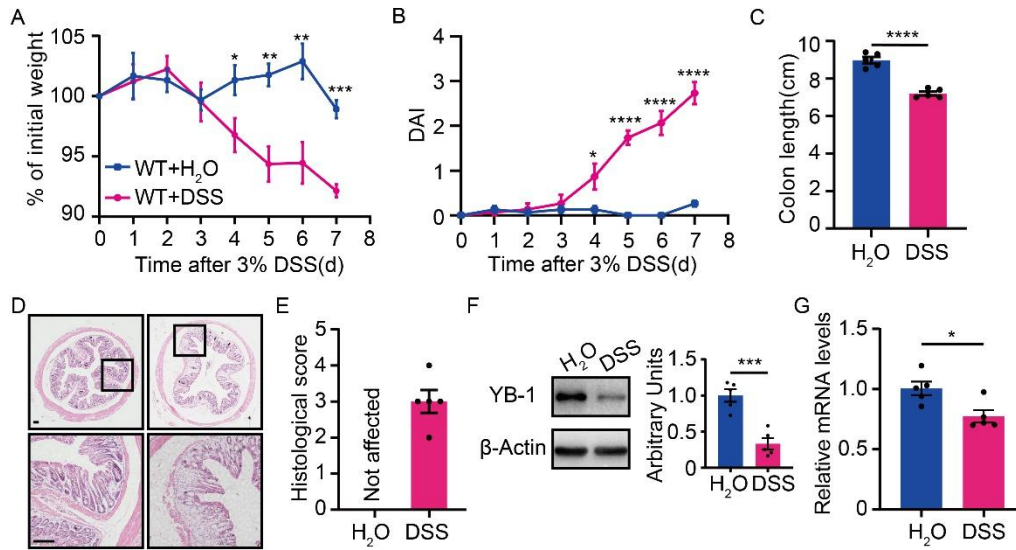 A
% of initial weight
105
100
95
90
* ** ** ***
WT+H₂O
WT+DSS
0 1 2 3 4 5 6 7 8
Time after 3% DSS(d)
B
DAI
4
3
2
1
0
* **** **** ****
0 1 2 3 4 5 6 7 8
Time after 3% DSS(d)
C
Colon length(cm)
10
8
6
4
2
0
****
H₂O DSS
D
E
Histological score
5
4
3
2
1
0
Not affected
H₂O DSS
F
H₂O DSS
YB-1
β-Actin
Arbitrary Units
1.5
1.0
0.5
0
***
H₂O DSS
G
Relative mRNA levels
1.5
1.0
0.5
0
*
H₂O DSS